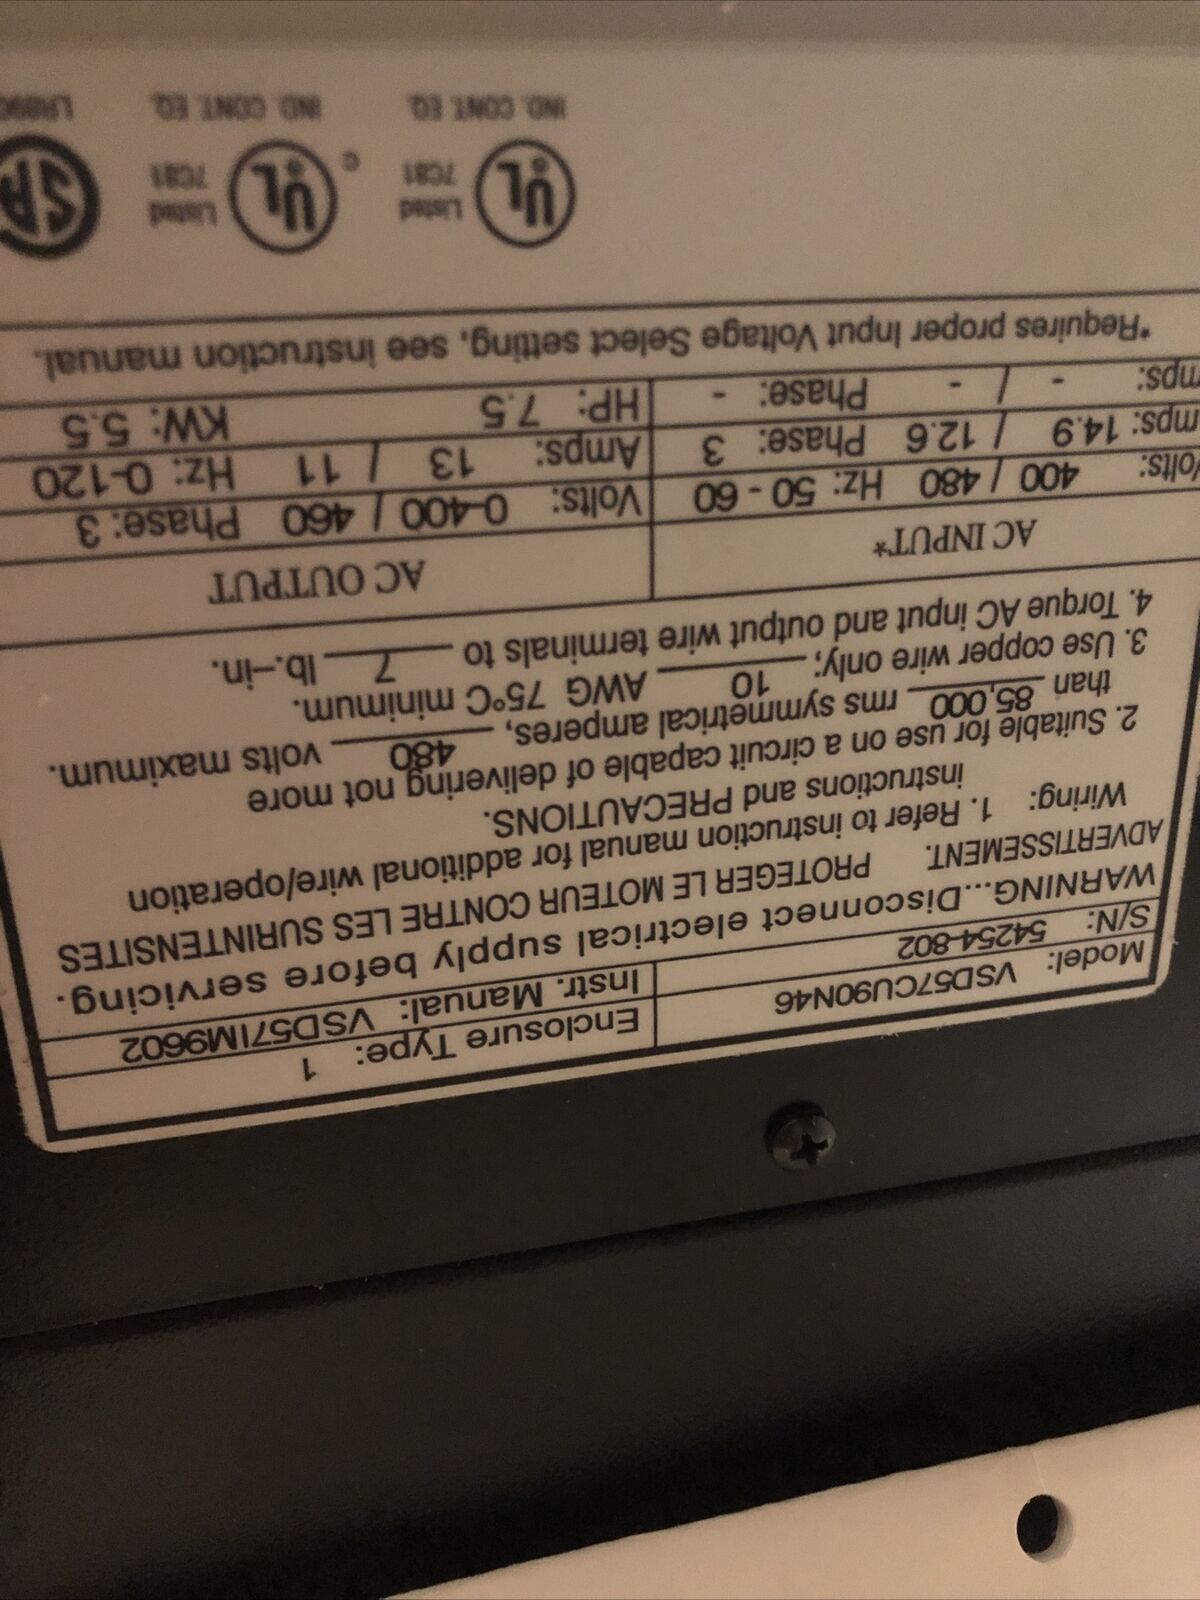 Model: VSD57CU90N46 Enclosure Type: 1
S/N: 54254-802 Instr. Manual: VSD57IM9602
WARNING...Disconnect electrical supply before servicing.
ADVERTISSEMENT. PROTEGER LE MOTEUR CONTRE LES SURINTENSITES
Wiring: 1. Refer to instruction manual for additional wire/operation
instructions and PRECAUTIONS.
2. Suitable for use on a circuit capable of delivering not more
than 85,000 rms symmetrical amperes, 480 volts maximum.
3. Use copper wire only; 10 AWG 75°C minimum.
4. Torque AC input and output wire terminals to 7 lb.-in.
AC INPUT* AC OUTPUT
Volts: 400 / 480 Hz: 50 - 60 Volts: 0-400 / 460 Phase: 3
mps: 14.9 / 12.6 Phase: 3 Amps: 13 / 11 Hz: 0-120
mps: - / - Phase: - HP: 7.5 KW: 5.5
*Requires proper Input Voltage Select setting, see instruction manual.
UL Listed 7C81 c UL Listed 7C81 SA
IND. CONT. EQ. IND. CONT. EQ.